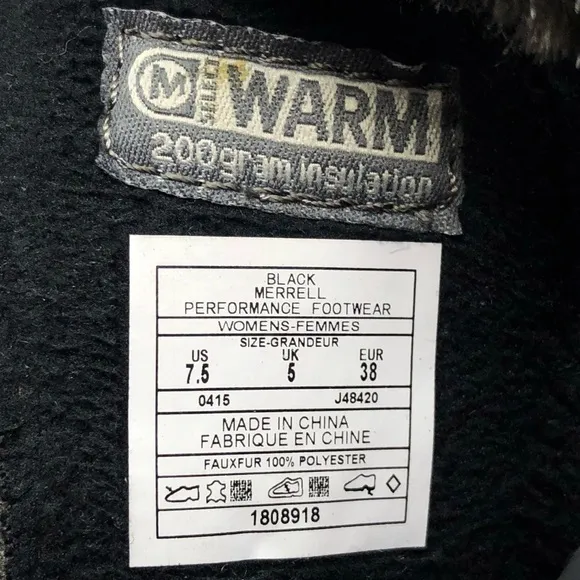 M SELECT WARM
200gram insulation
BLACK
MERRELL
PERFORMANCE FOOTWEAR
WOMENS-FEMMES
SIZE-GRANDEUR
US UK EUR
7.5 5 38
0415 J48420
MADE IN CHINA
FABRIQUE EN CHINE
FAUXFUR 100% POLYESTER
1808918